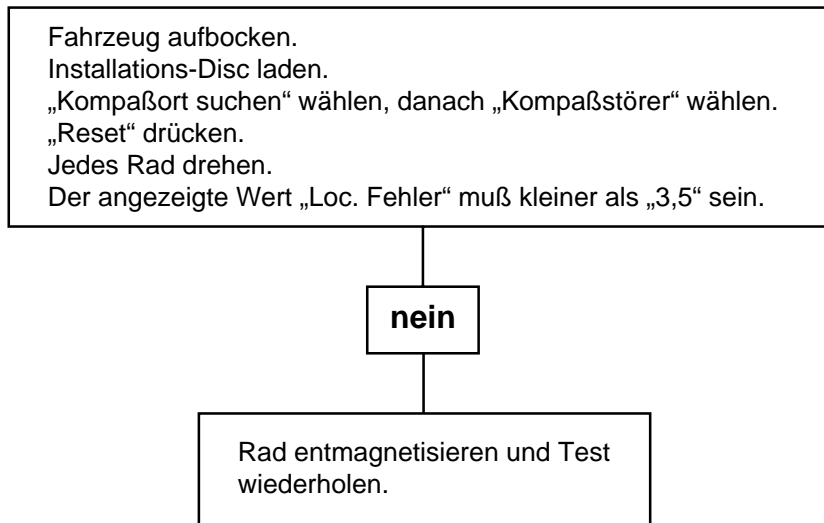 Fahrzeug aufbocken.
Installations-Disc laden.
„Kompaßort suchen“ wählen, danach „Kompaßstörer“ wählen.
„Reset“ drücken.
Jedes Rad drehen.
Der angezeigte Wert „Loc. Fehler“ muß kleiner als „3,5“ sein.
nein
Rad entmagnetisieren und Test
wiederholen.